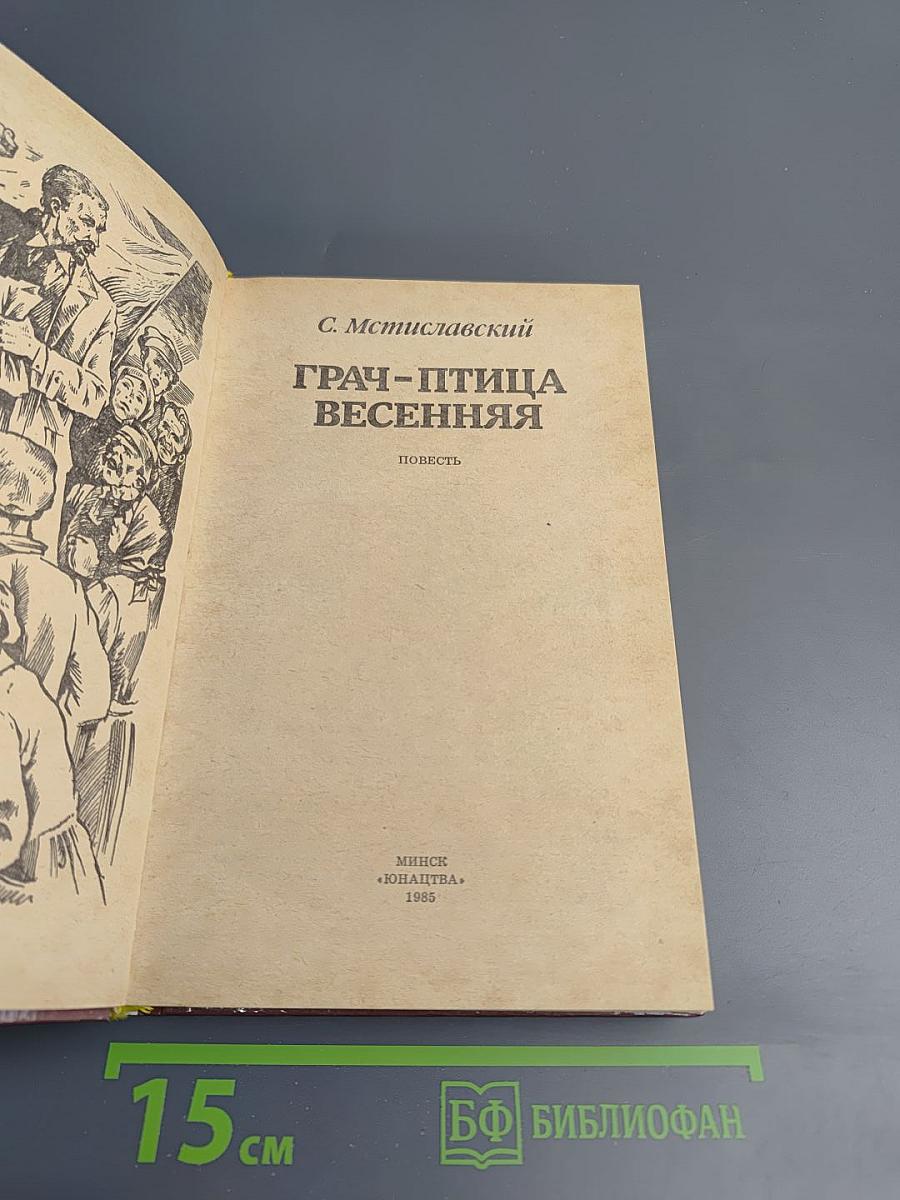 С. Мстиславский
ГРАЧ–ПТИЦА
ВЕСЕННЯЯ
ПОВЕСТЬ
МИНСК
«ЮНАЦТВА»
1985
15 см
БФ БИБЛИОФАН